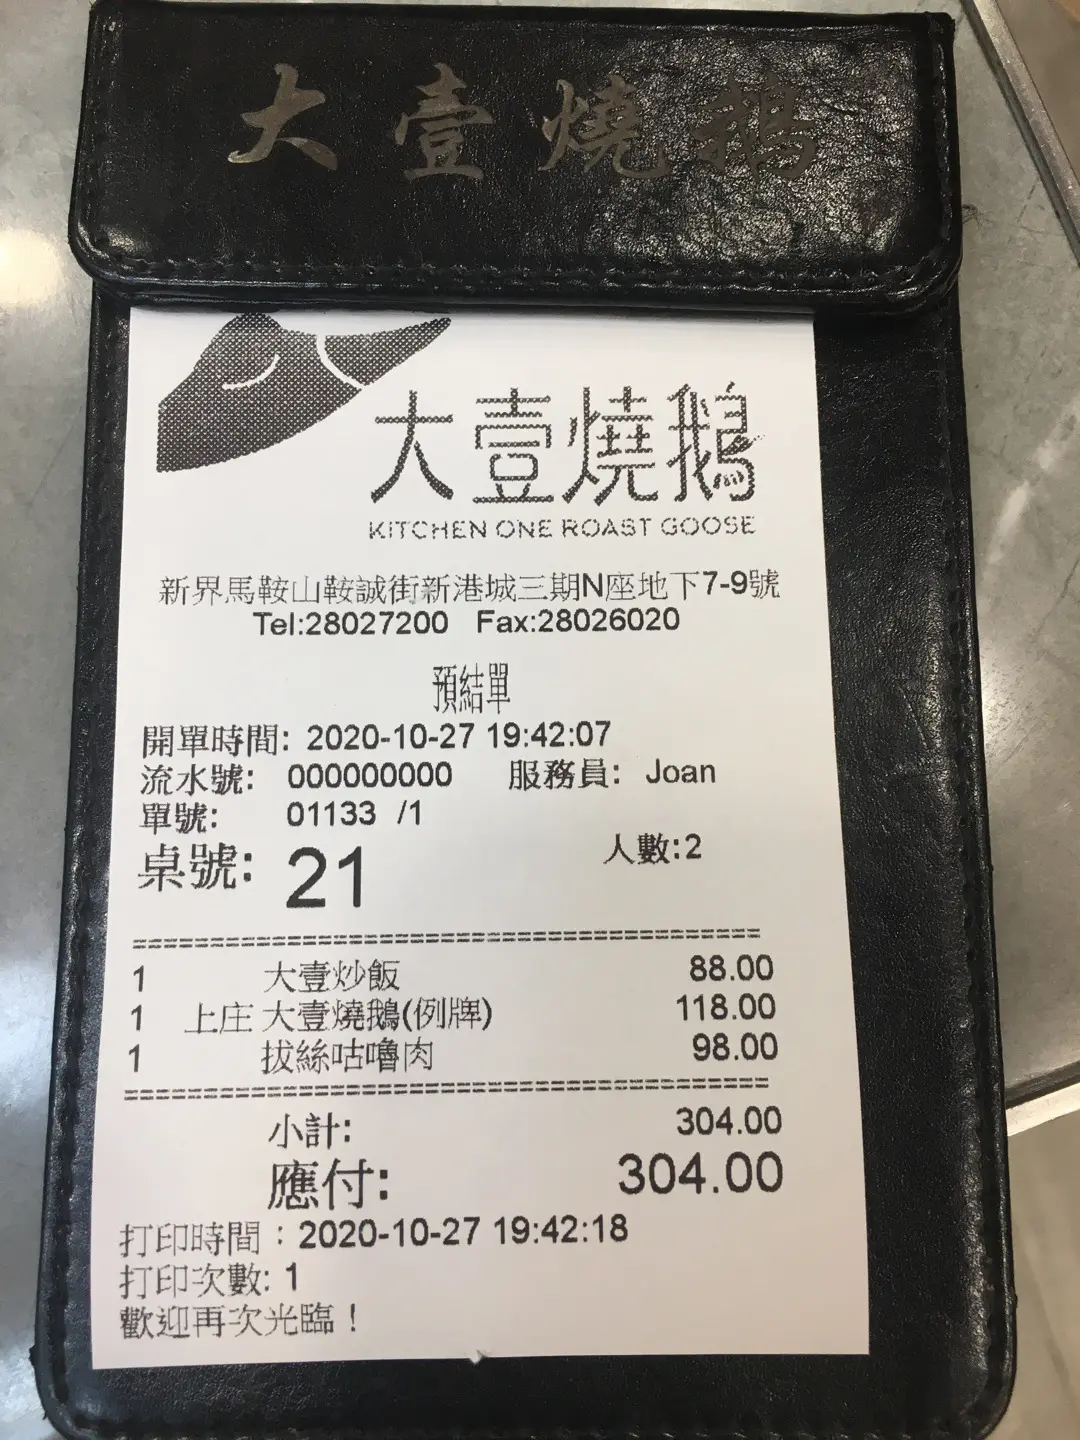 大壹燒鵝
大壹燒鵝
KITCHEN ONE ROAST GOOSE
新界馬鞍山鞍誠街新港城三期N座地下7-9號
Tel:28027200 Fax:28026020
預結單
開單時間: 2020-10-27 19:42:07
流水號: 000000000 服務員: Joan
單號: 01133 /1
桌號: 21 人數:2
1 大壹炒飯 88.00
1 上庄 大壹燒鵝(例牌) 118.00
1 拔絲咕嚕肉 98.00
小計: 304.00
應付: 304.00
打印時間：2020-10-27 19:42:18
打印次數: 1
歡迎再次光臨！